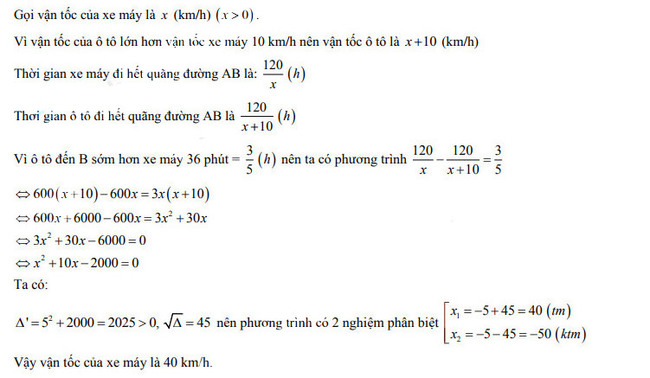 Gọi vận tốc của xe máy là x (km/h) (x > 0).
Vì vận tốc của ô tô lớn hơn vận tốc xe máy 10 km/h nên vận tốc ô tô là x+10 (km/h)
Thời gian xe máy đi hết quàng đường AB là: 120/x (h)
Thơi gian ô tô đi hết quãng đường AB là 120/(x+10) (h)
Vì ô tô đến B sớm hơn xe máy 36 phút = 3/5 (h) nên ta có phương trình 120/x − 120/(x+10) = 3/5
⇔ 600(x+10) − 600x = 3x(x+10)
⇔ 600x + 6000 − 600x = 3x² + 30x
⇔ 3x² + 30x − 6000 = 0
⇔ x² + 10x − 2000 = 0
Ta có:
Δ' = 5² + 2000 = 2025 > 0, √Δ = 45 nên phương trình có 2 nghiệm phân biệt [x₁ = −5 + 45 = 40 (tm)
x₂ = −5 − 45 = −50 (ktm)
Vậy vận tốc của xe máy là 40 km/h.